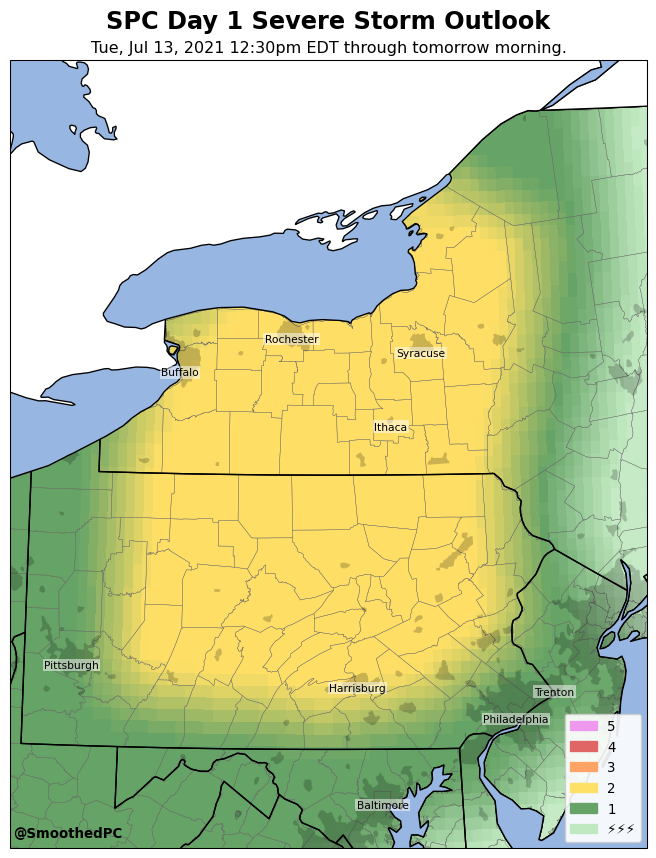 SPC Day 1 Severe Storm Outlook
Tue, Jul 13, 2021 12:30pm EDT through tomorrow morning.
Rochester
Syracuse
Buffalo
Ithaca
Pittsburgh
Harrisburg
Trenton
Philadelphia
Baltimore
5
4
3
2
1
⚡⚡⚡
@SmoothedPC